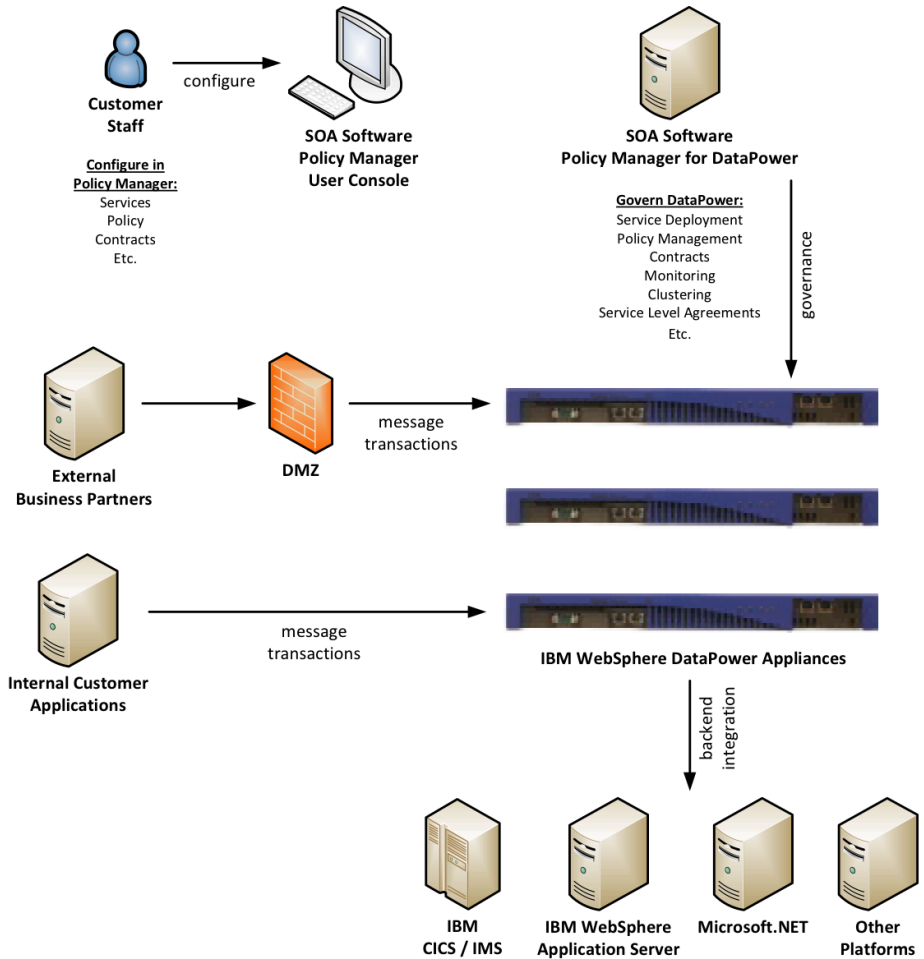 configure
Customer
Staff
SOA Software
Policy Manager
User Console
SOA Software
Policy Manager for DataPower
Configure in
Policy Manager:
Services
Policy
Contracts
Etc.
Govern DataPower:
Service Deployment
Policy Management
Contracts
Monitoring
Clustering
Service Level Agreements
Etc.
governance
External
Business Partners
DMZ
message
transactions
Internal Customer
Applications
message
transactions
IBM WebSphere DataPower Appliances
backend
integration
IBM
CICS / IMS
IBM WebSphere
Application Server
Microsoft.NET
Other
Platforms